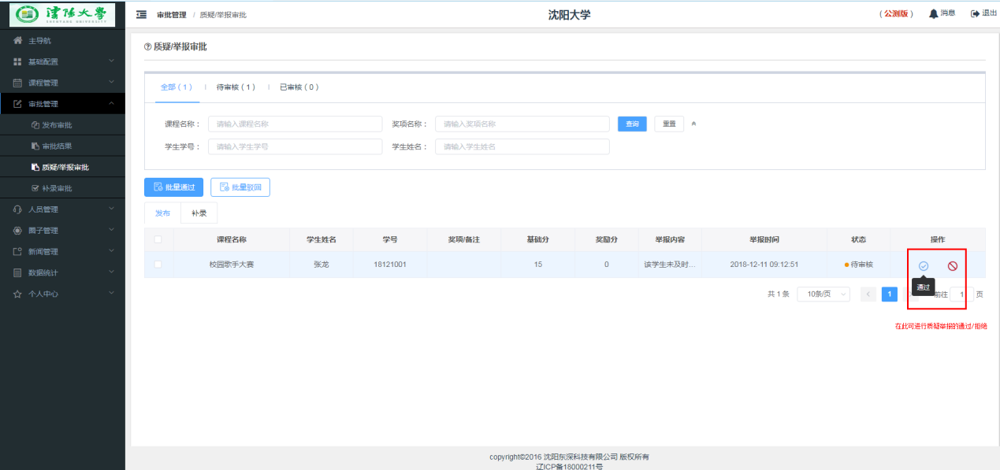 沈阳大学
SHENYANG UNIVERSITY
审批管理 / 质疑/举报审批
沈阳大学
（公测版）
消息
退出
主导航
基础配置
课程管理
审批管理
发布审批
审批结果
质疑/举报审批
补录审批
人员管理
圈子管理
新闻管理
数据统计
个人中心
质疑/举报审批
全部（1） 待审核（1） 已审核（0）
课程名称： 请输入课程名称 奖项名称： 请输入奖项名称 查询 重置
学生学号： 请输入学生学号 学生姓名： 请输入学生姓名
批量通过 批量驳回
发布 补录
课程名称 学生姓名 学号 奖项/备注 基础分 奖励分 举报内容 举报时间 状态 操作
校园歌手大赛 张龙 18121001 15 0 该学生未及时... 2018-12-11 09:12:51 待审核
通过
共 1 条 10条/页 1 前往 1 页
在此可进行质疑举报的通过/拒绝
copyright©2016 沈阳东深科技有限公司 版权所有
辽ICP备18000211号